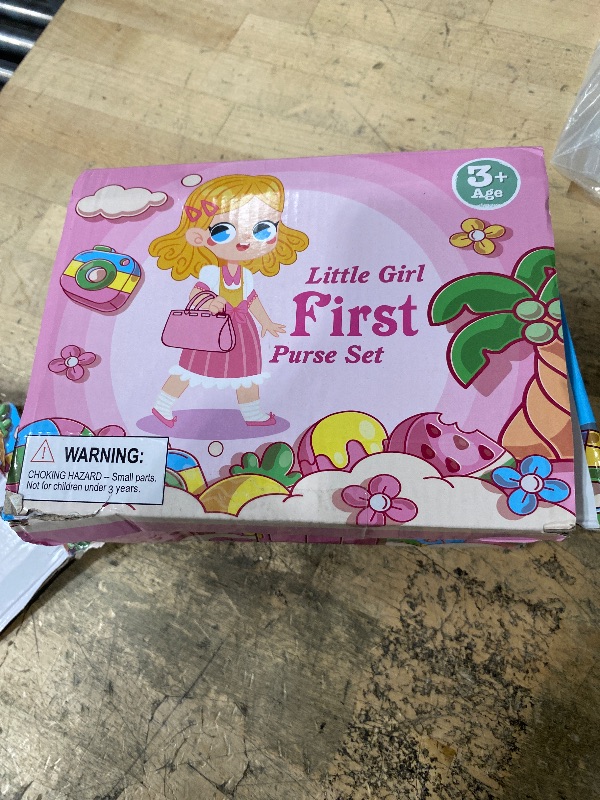 3+
Age
Little Girl
First
Purse Set
WARNING:
CHOKING HAZARD – Small parts.
Not for children under 3 years.